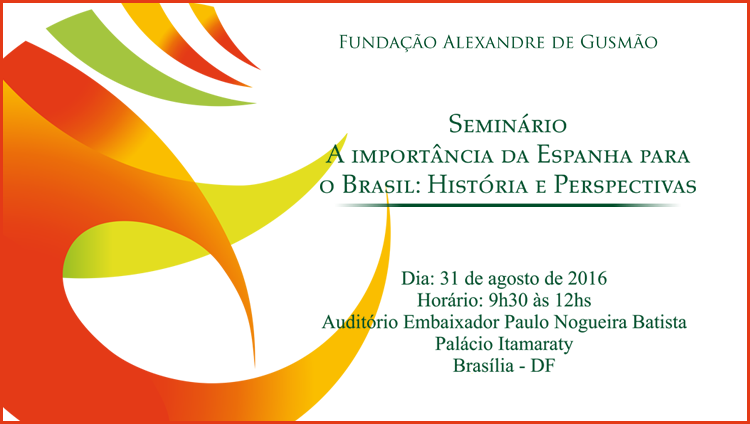 Fundação Alexandre de Gusmão
Seminário
A importância da Espanha para
o Brasil: História e Perspectivas
Dia: 31 de agosto de 2016
Horário: 9h30 às 12hs
Auditório Embaixador Paulo Nogueira Batista
Palácio Itamaraty
Brasília - DF